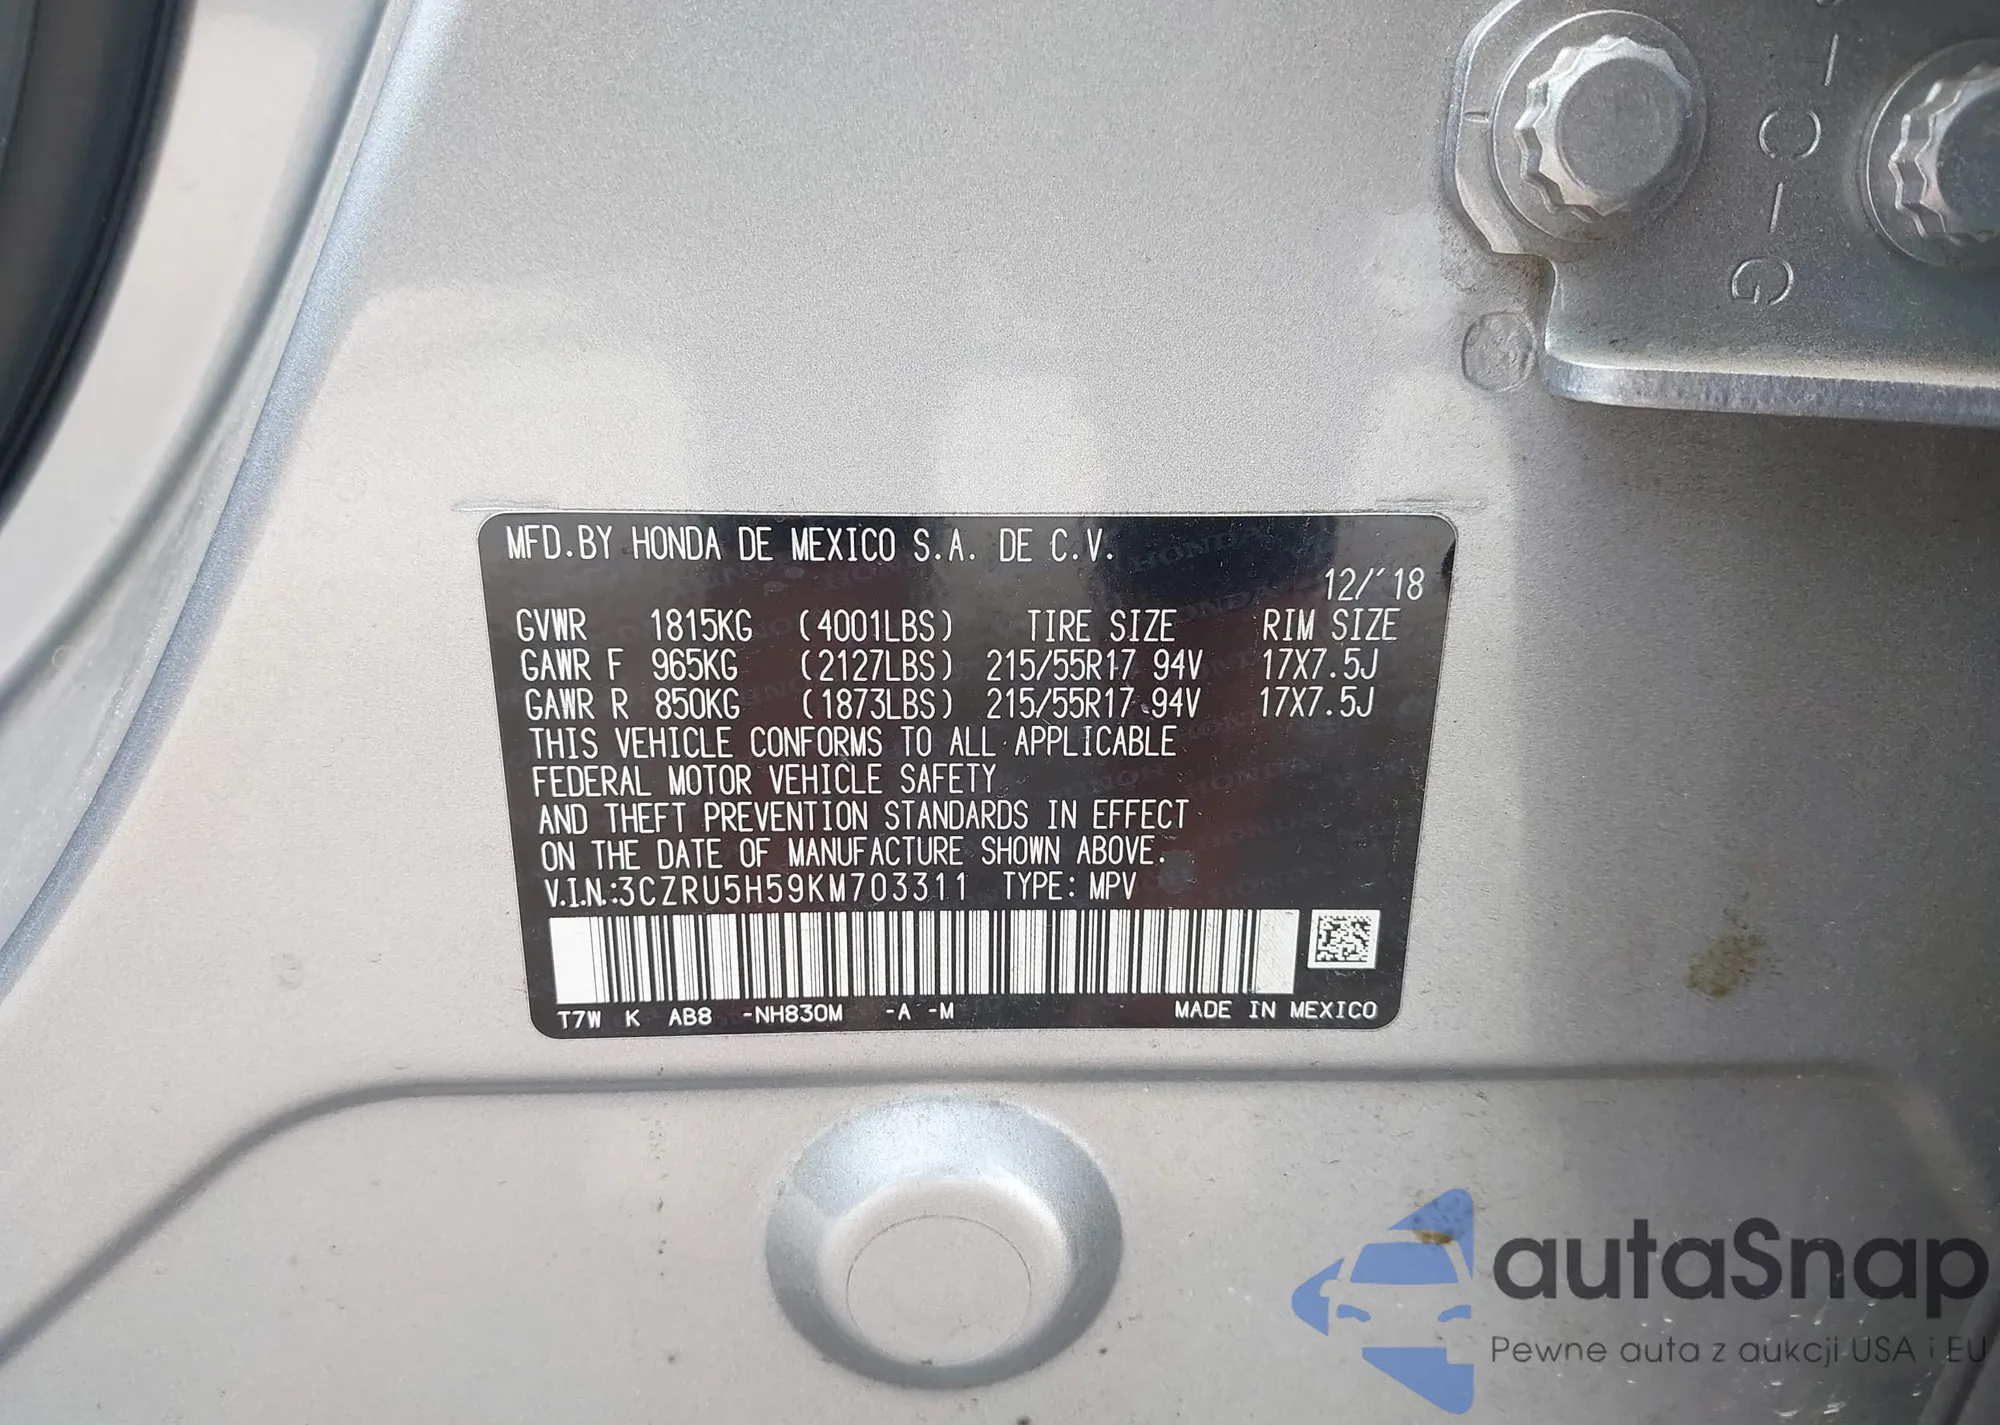 MFD.BY HONDA DE MEXICO S.A. DE C.V.
12/'18
GVWR 1815KG (4001LBS) TIRE SIZE RIM SIZE
GAWR F 965KG (2127LBS) 215/55R17 94V 17X7.5J
GAWR R 850KG (1873LBS) 215/55R17 94V 17X7.5J
THIS VEHICLE CONFORMS TO ALL APPLICABLE
FEDERAL MOTOR VEHICLE SAFETY
AND THEFT PREVENTION STANDARDS IN EFFECT
ON THE DATE OF MANUFACTURE SHOWN ABOVE.
V.I.N.:3CZRU5H59KM703311 TYPE: MPV
T7W K AB8 -NH830M -A -M MADE IN MEXICO
autaSnap
Pewne auta z aukcji USA i EU